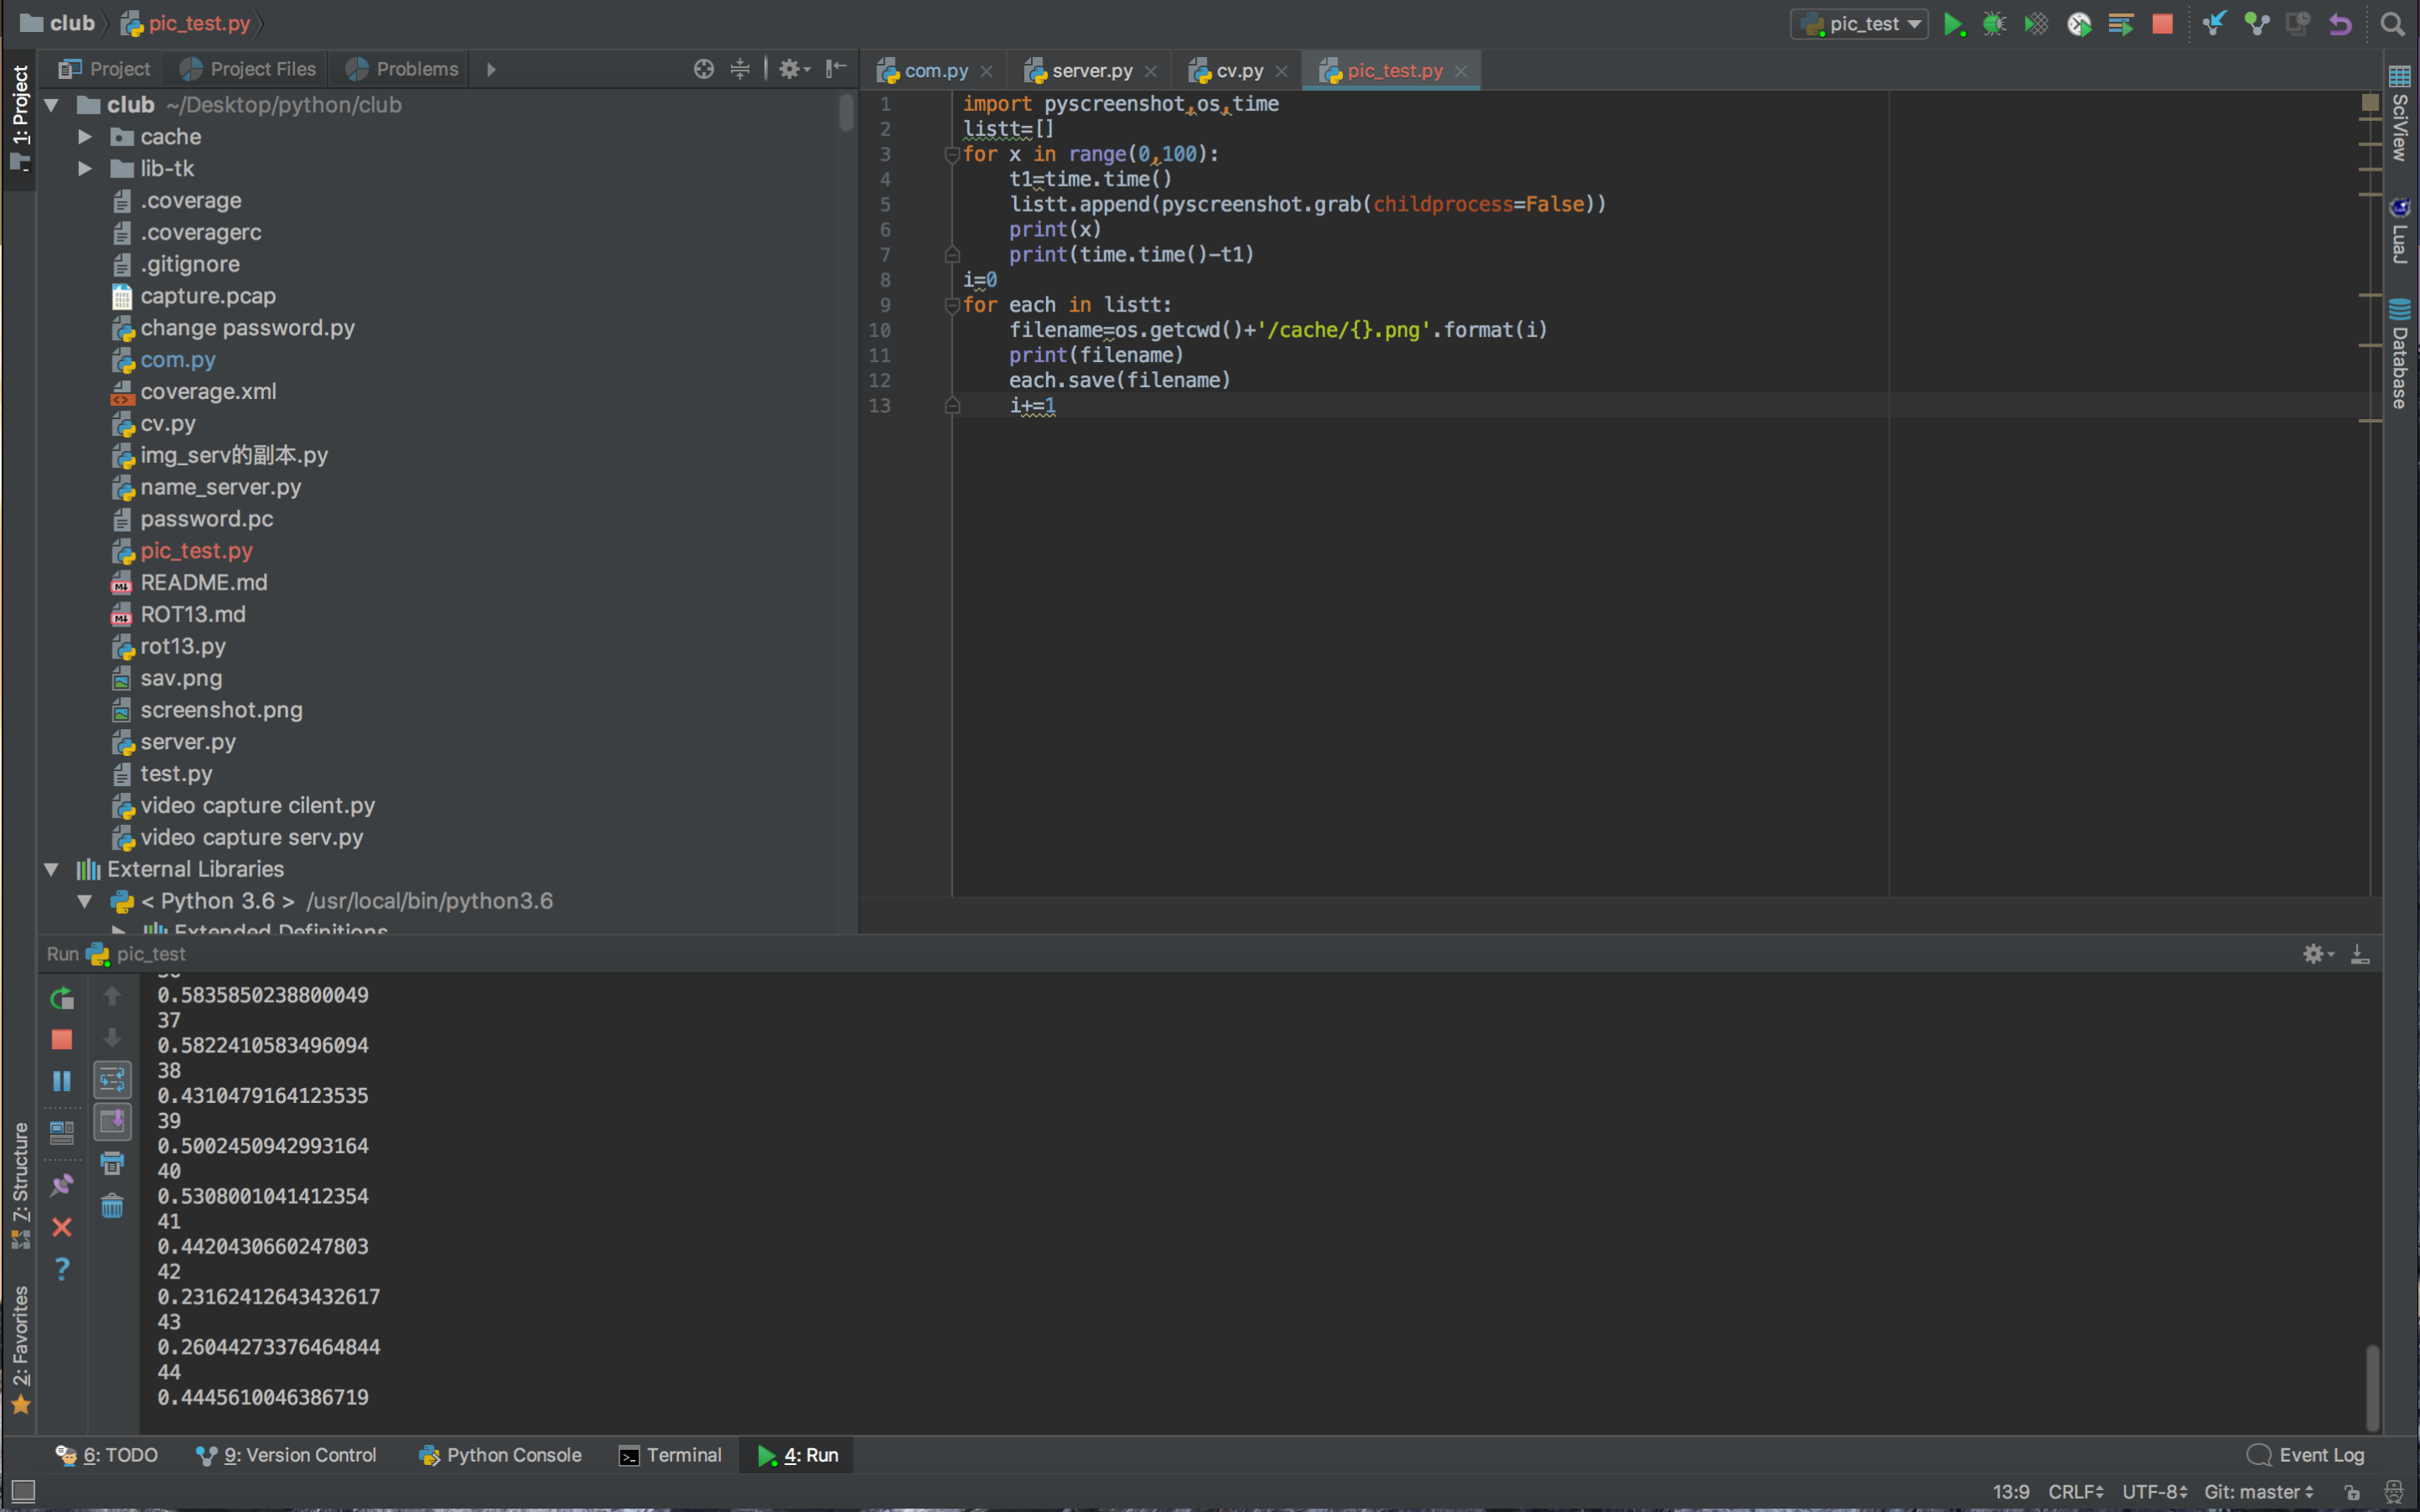 club
pic_test.py
pic_test
Project
Project Files
Problems
com.py
server.py
cv.py
pic_test.py
1: Project
club ~/Desktop/python/club
cache
lib-tk
.coverage
.coveragerc
.gitignore
capture.pcap
change password.py
com.py
coverage.xml
cv.py
img_serv的副本.py
name_server.py
password.pc
pic_test.py
README.md
ROT13.md
rot13.py
sav.png
screenshot.png
server.py
test.py
video capture cilent.py
video capture serv.py
External Libraries
< Python 3.6 > /usr/local/bin/python3.6
Extended Definitions
1 import pyscreenshot,os,time
2 listt=[]
3 for x in range(0,100):
4 t1=time.time()
5 listt.append(pyscreenshot.grab(childprocess=False))
6 print(x)
7 print(time.time()-t1)
8 i=0
9 for each in listt:
10 filename=os.getcwd()+'/cache/{}.png'.format(i)
11 print(filename)
12 each.save(filename)
13 i+=1
SciView
LuaJ
Database
Run pic_test
36
0.5835850238800049
37
0.5822410583496094
38
0.4310479164123535
39
0.5002450942993164
40
0.5308001041412354
41
0.4420430660247803
42
0.23162412643432617
43
0.26044273376464844
44
0.4445610046386719
7: Structure
2: Favorites
6: TODO
9: Version Control
Python Console
Terminal
4: Run
Event Log
13:9
CRLF
UTF-8
Git: master